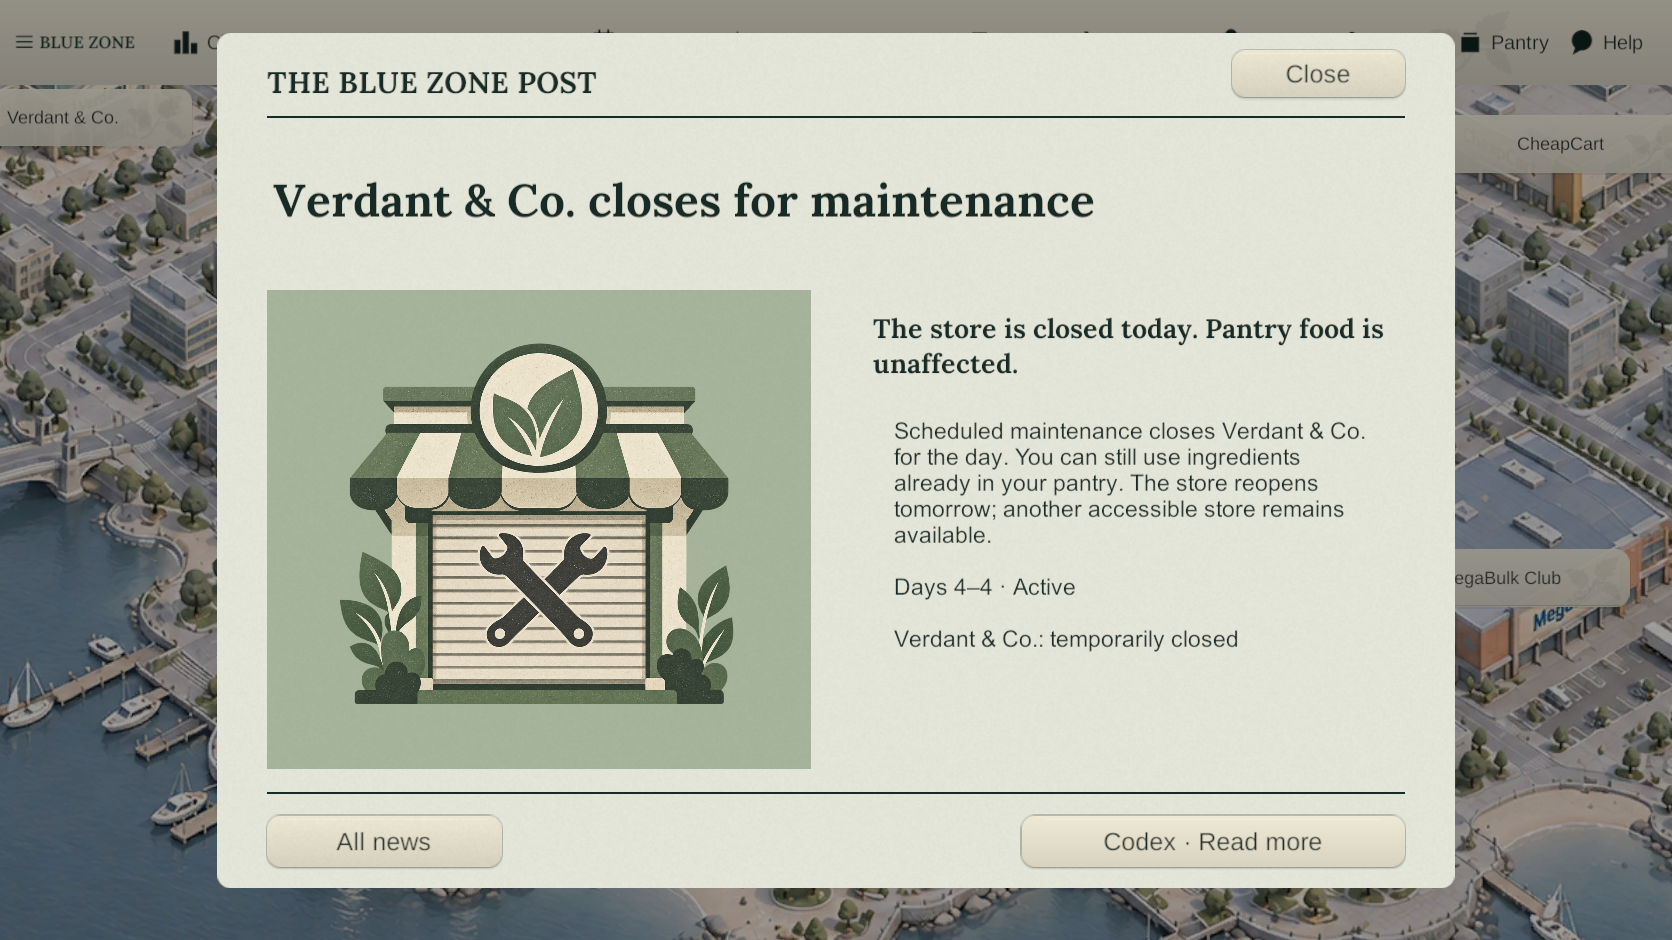 BLUE ZONE
Pantry
Help
THE BLUE ZONE POST
Close
Verdant & Co.
CheapCart
Verdant & Co. closes for maintenance
The store is closed today. Pantry food is
unaffected.
Scheduled maintenance closes Verdant & Co.
for the day. You can still use ingredients
already in your pantry. The store reopens
tomorrow; another accessible store remains
available.
Days 4–4 · Active
Verdant & Co.: temporarily closed
egaBulk Club
Mega
All news
Codex · Read more